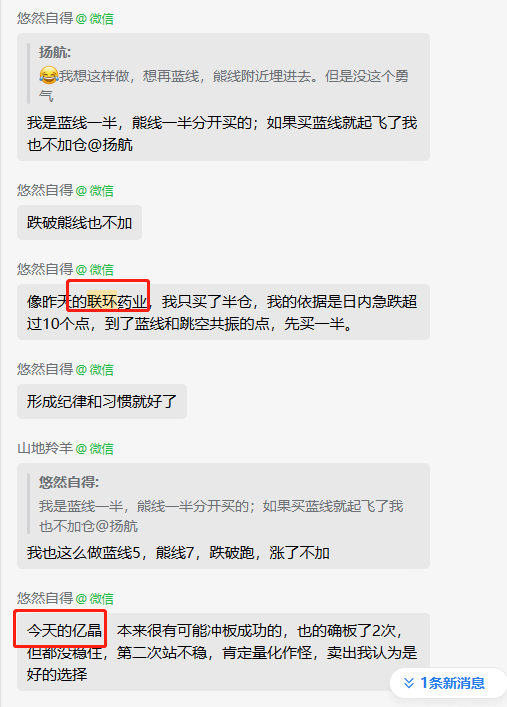 悠然自得@微信
扬航:
😂我想这样做，想再蓝线，熊线附近埋进去。但是没这个勇
气
我是蓝线一半，熊线一半分开买的；如果买蓝线就起飞了我
也不加仓@扬航
悠然自得@微信
跌破熊线也不加
悠然自得@微信
像昨天的联环药业，我只买了半仓，我的依据是日内急跌超
过10个点，到了蓝线和跳空共振的点，先买一半。
悠然自得@微信
形成纪律和习惯就好了
山地羚羊@微信
悠然自得:
我是蓝线一半，熊线一半分开买的；如果买蓝线就起飞了我
也不加仓@扬航
我也这么做蓝线5，熊线7，跌破跑，涨了不加
悠然自得@微信
今天的亿晶 本来很有可能冲板成功的，也的确板了2次，
但都没稳住，第二次站不稳，肯定量化作怪，卖出我认为是
好的选择
1条新消息